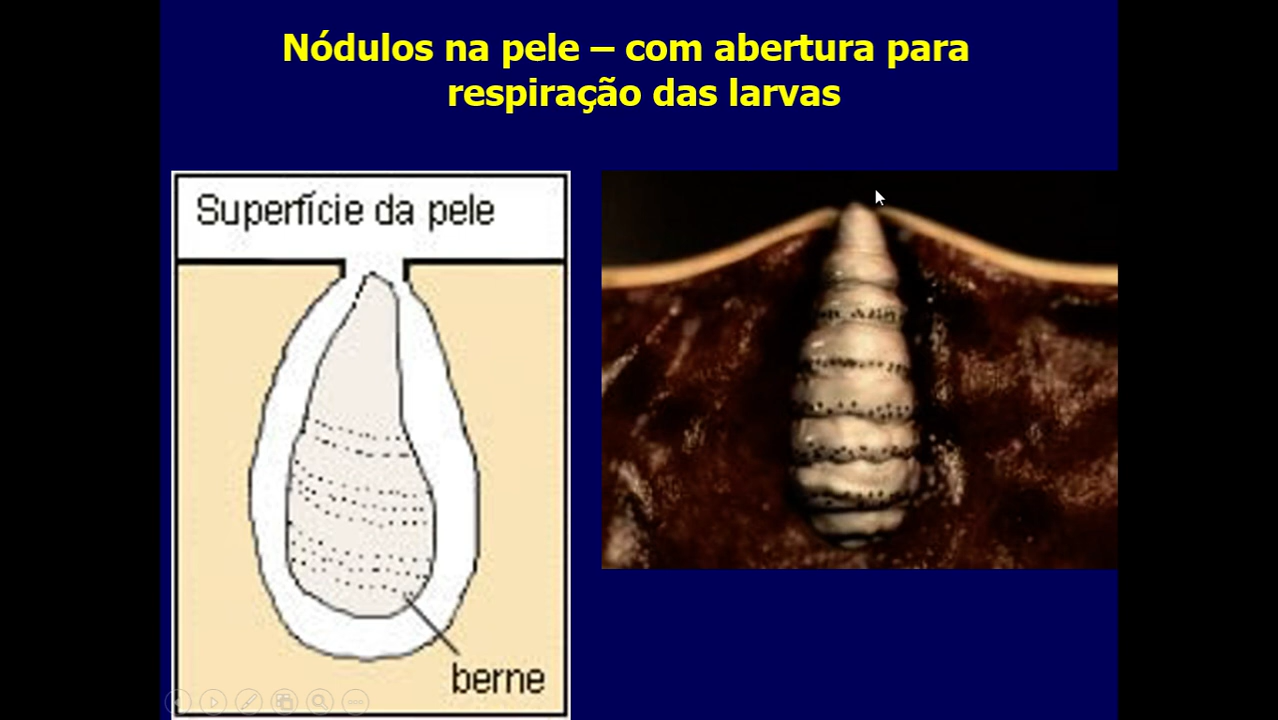 Nódulos na pele – com abertura para
respiração das larvas
Superfície da pele
berne